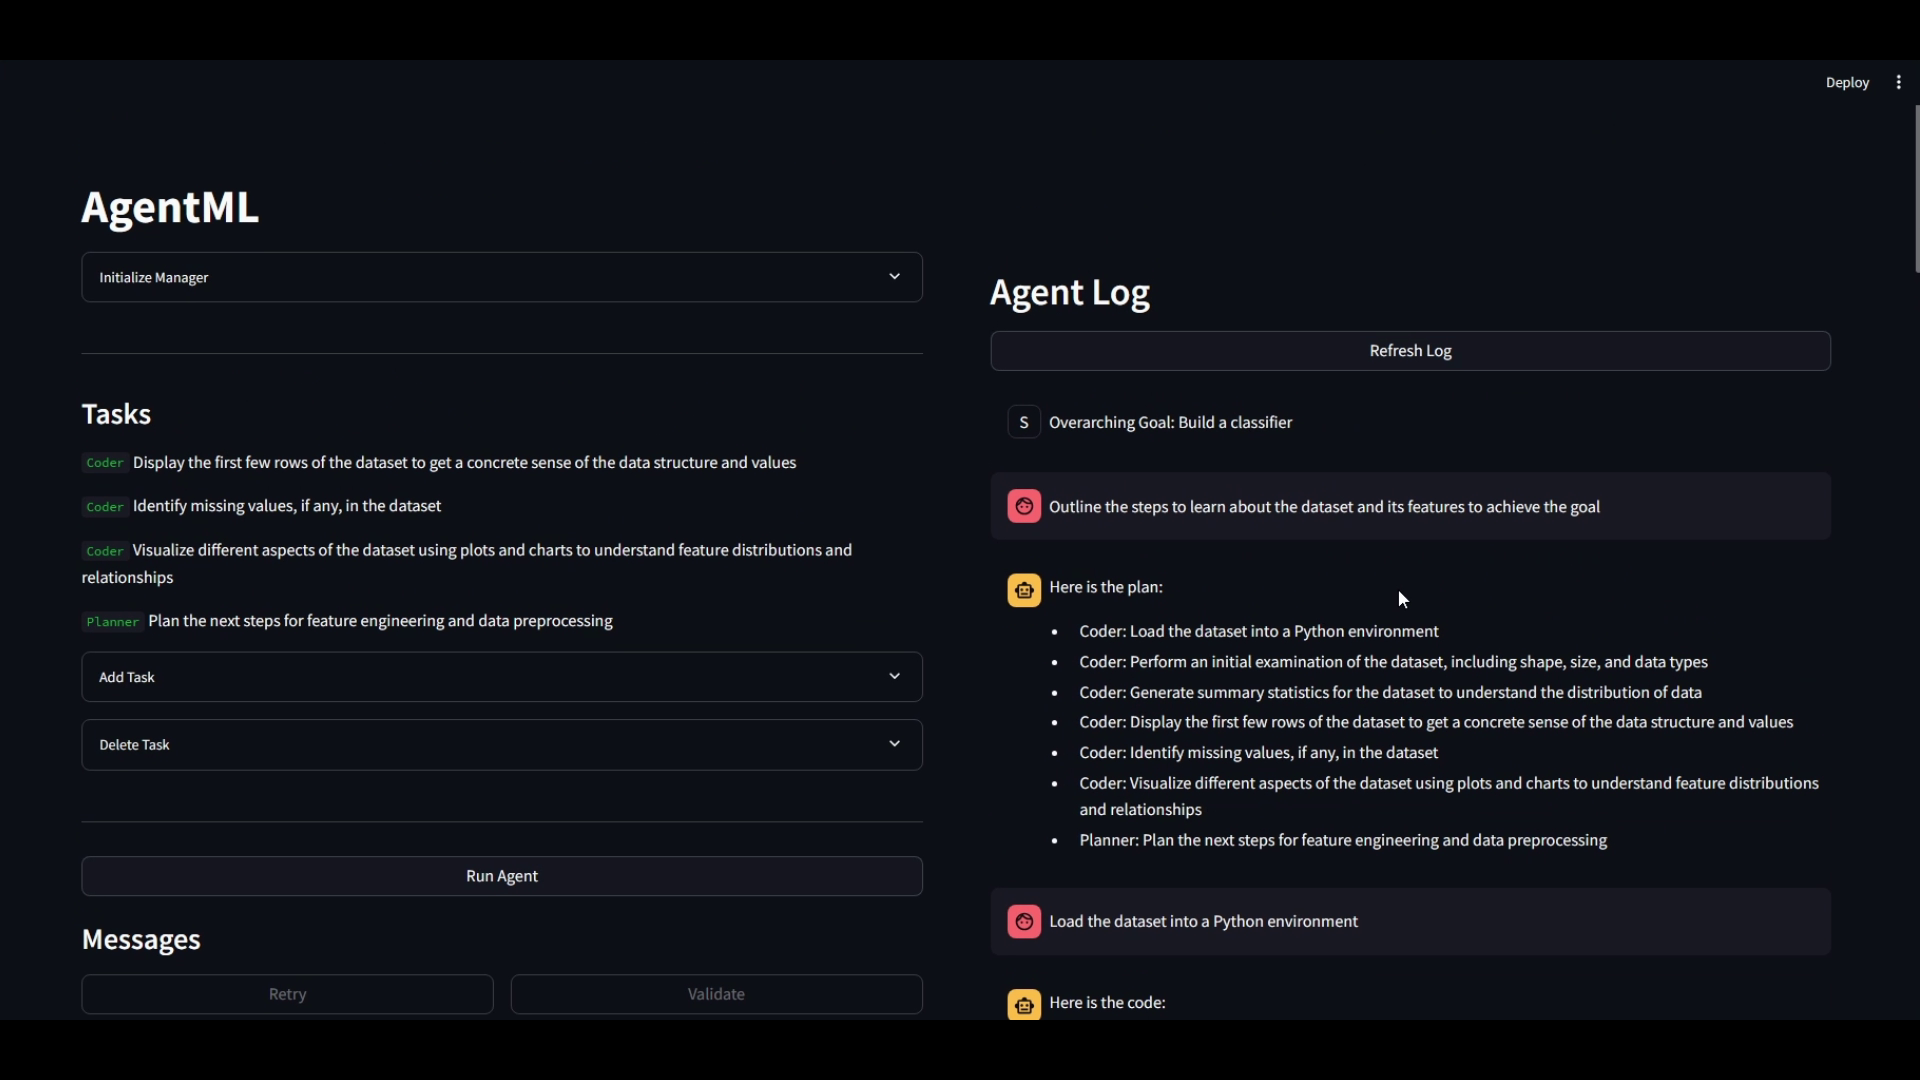 Deploy
AgentML
Initialize Manager
Tasks
Coder Display the first few rows of the dataset to get a concrete sense of the data structure and values
Coder Identify missing values, if any, in the dataset
Coder Visualize different aspects of the dataset using plots and charts to understand feature distributions and
relationships
Planner Plan the next steps for feature engineering and data preprocessing
Add Task
Delete Task
Run Agent
Messages
Retry
Validate
Agent Log
Refresh Log
S Overarching Goal: Build a classifier
Outline the steps to learn about the dataset and its features to achieve the goal
Here is the plan:
• Coder: Load the dataset into a Python environment
• Coder: Perform an initial examination of the dataset, including shape, size, and data types
• Coder: Generate summary statistics for the dataset to understand the distribution of data
• Coder: Display the first few rows of the dataset to get a concrete sense of the data structure and values
• Coder: Identify missing values, if any, in the dataset
• Coder: Visualize different aspects of the dataset using plots and charts to understand feature distributions
and relationships
• Planner: Plan the next steps for feature engineering and data preprocessing
Load the dataset into a Python environment
Here is the code: